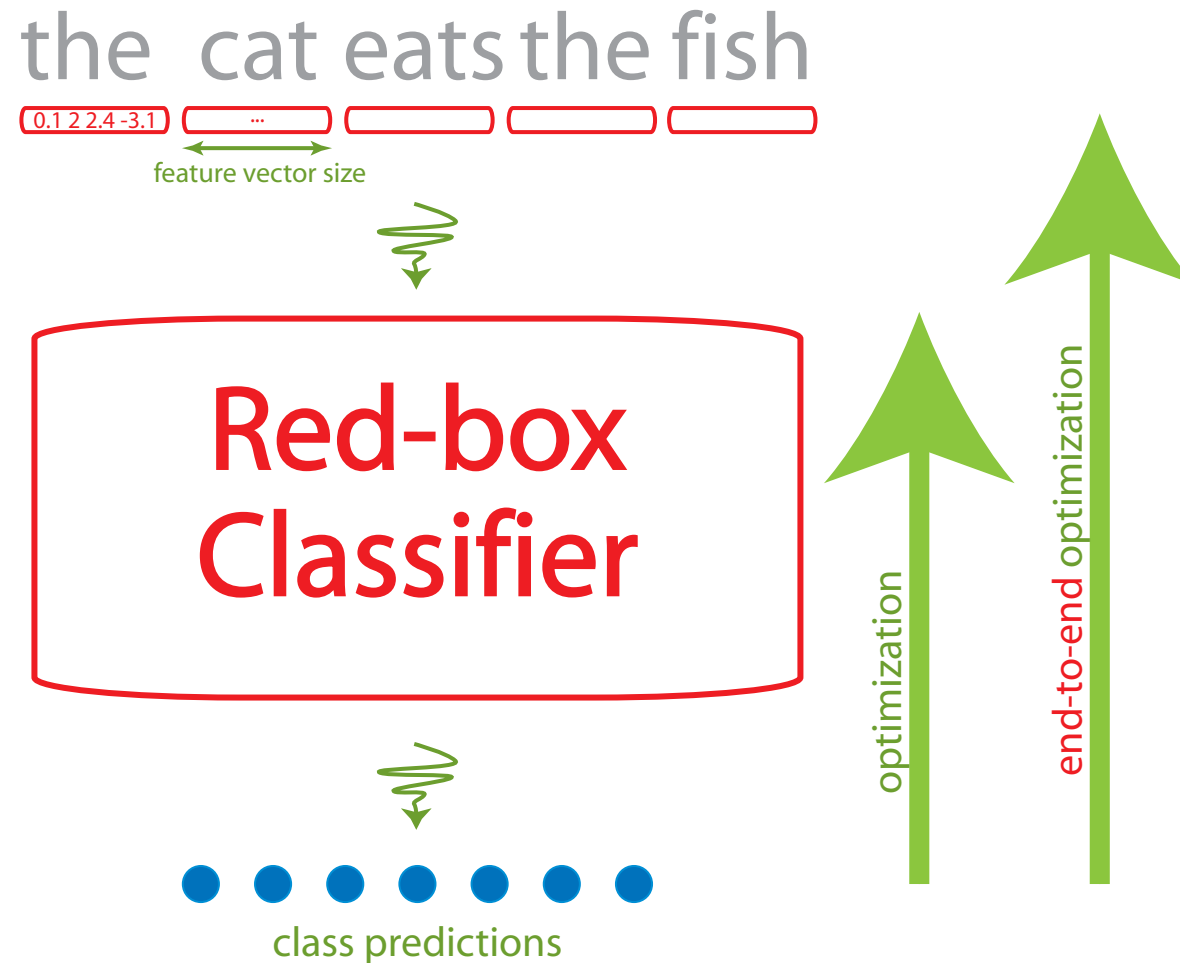 the cat eats the fish
0.1 2 2.4 -3.1 ...
feature vector size
Red-box
Classifier
optimization
end-to-end optimization
class predictions